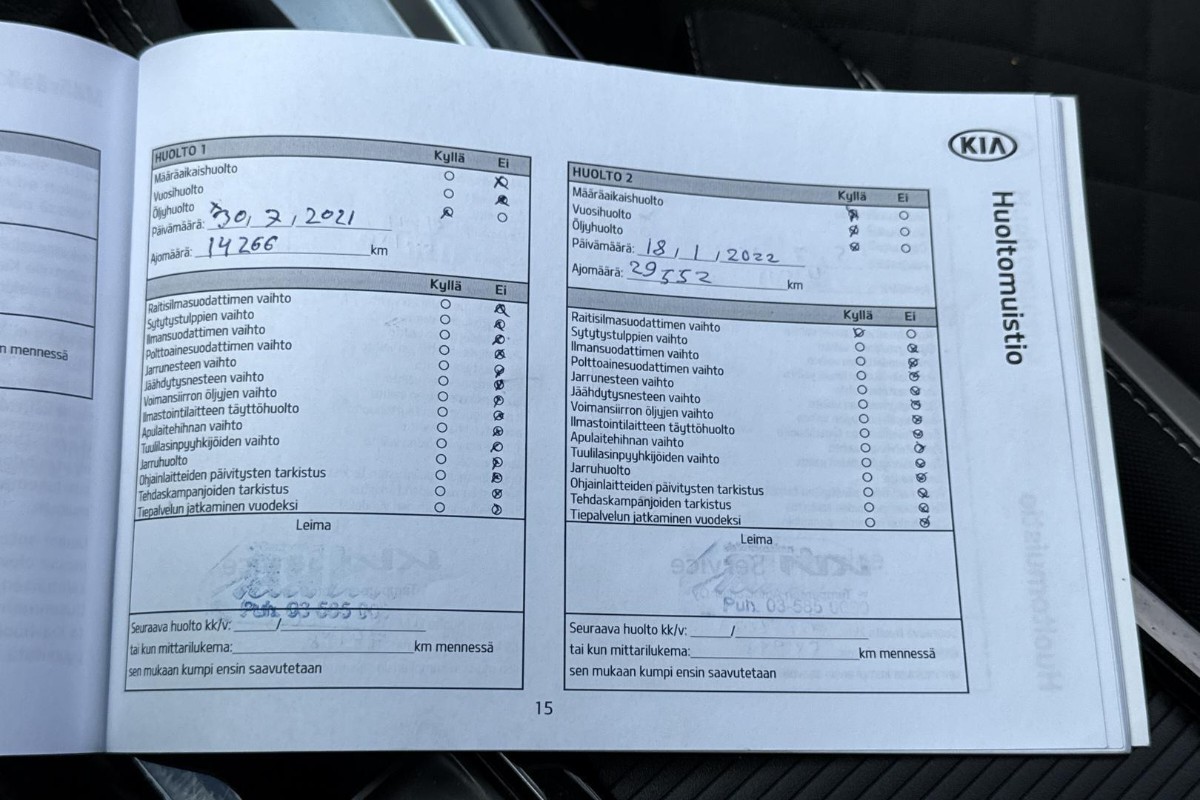 KIA
Huoltomuistio
HUOLTO 1 Kyllä Ei
Määräaikaishuolto
Vuosihuolto
Öljyhuolto
Päivämäärä: 30, 7, 2021
Ajomäärä: 14266 km
Kyllä Ei
Raitisilmasuodattimen vaihto
Sytytystulppien vaihto
Ilmansuodattimen vaihto
Polttoainesuodattimen vaihto
Jarrunesteen vaihto
Jäähdytysnesteen vaihto
Voimansiirron öljyjen vaihto
Ilmastointilaitteen täyttöhuolto
Apulaitehihnan vaihto
Tuulilasinpyyhkijöiden vaihto
Jarruhuolto
Ohjainlaitteiden päivitysten tarkistus
Tehdaskampanjoiden tarkistus
Tiepalvelun jatkaminen vuodeksi
Leima
Puh. 03-585
Seuraava huolto kk/v: /
tai kun mittarilukema: km mennessä
sen mukaan kumpi ensin saavutetaan
HUOLTO 2 Kyllä Ei
Määräaikaishuolto
Vuosihuolto
Öljyhuolto
Päivämäärä: 18, 1, 2022
Ajomäärä: 29552 km
Kyllä Ei
Raitisilmasuodattimen vaihto
Sytytystulppien vaihto
Ilmansuodattimen vaihto
Polttoainesuodattimen vaihto
Jarrunesteen vaihto
Jäähdytysnesteen vaihto
Voimansiirron öljyjen vaihto
Ilmastointilaitteen täyttöhuolto
Apulaitehihnan vaihto
Tuulilasinpyyhkijöiden vaihto
Jarruhuolto
Ohjainlaitteiden päivitysten tarkistus
Tehdaskampanjoiden tarkistus
Tiepalvelun jatkaminen vuodeksi
Leima
Service
Puh. 03-585
Seuraava huolto kk/v: /
tai kun mittarilukema: km mennessä
sen mukaan kumpi ensin saavutetaan
15
mennessä